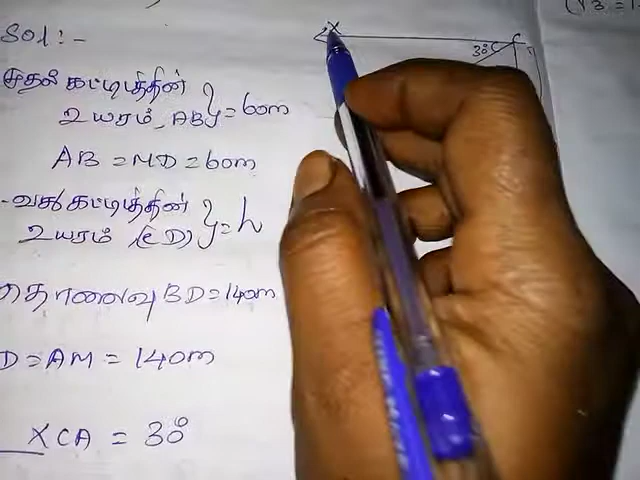 Sol:-
முதல் கட்டிடத்தின்
உயரம், AB } = 60m
AB = MD = 60m
கட்டிடத்தின்
உயரம் (CD) } = h
BD = 140m
D = AM = 140m
XCA = 30°
X
30°
C